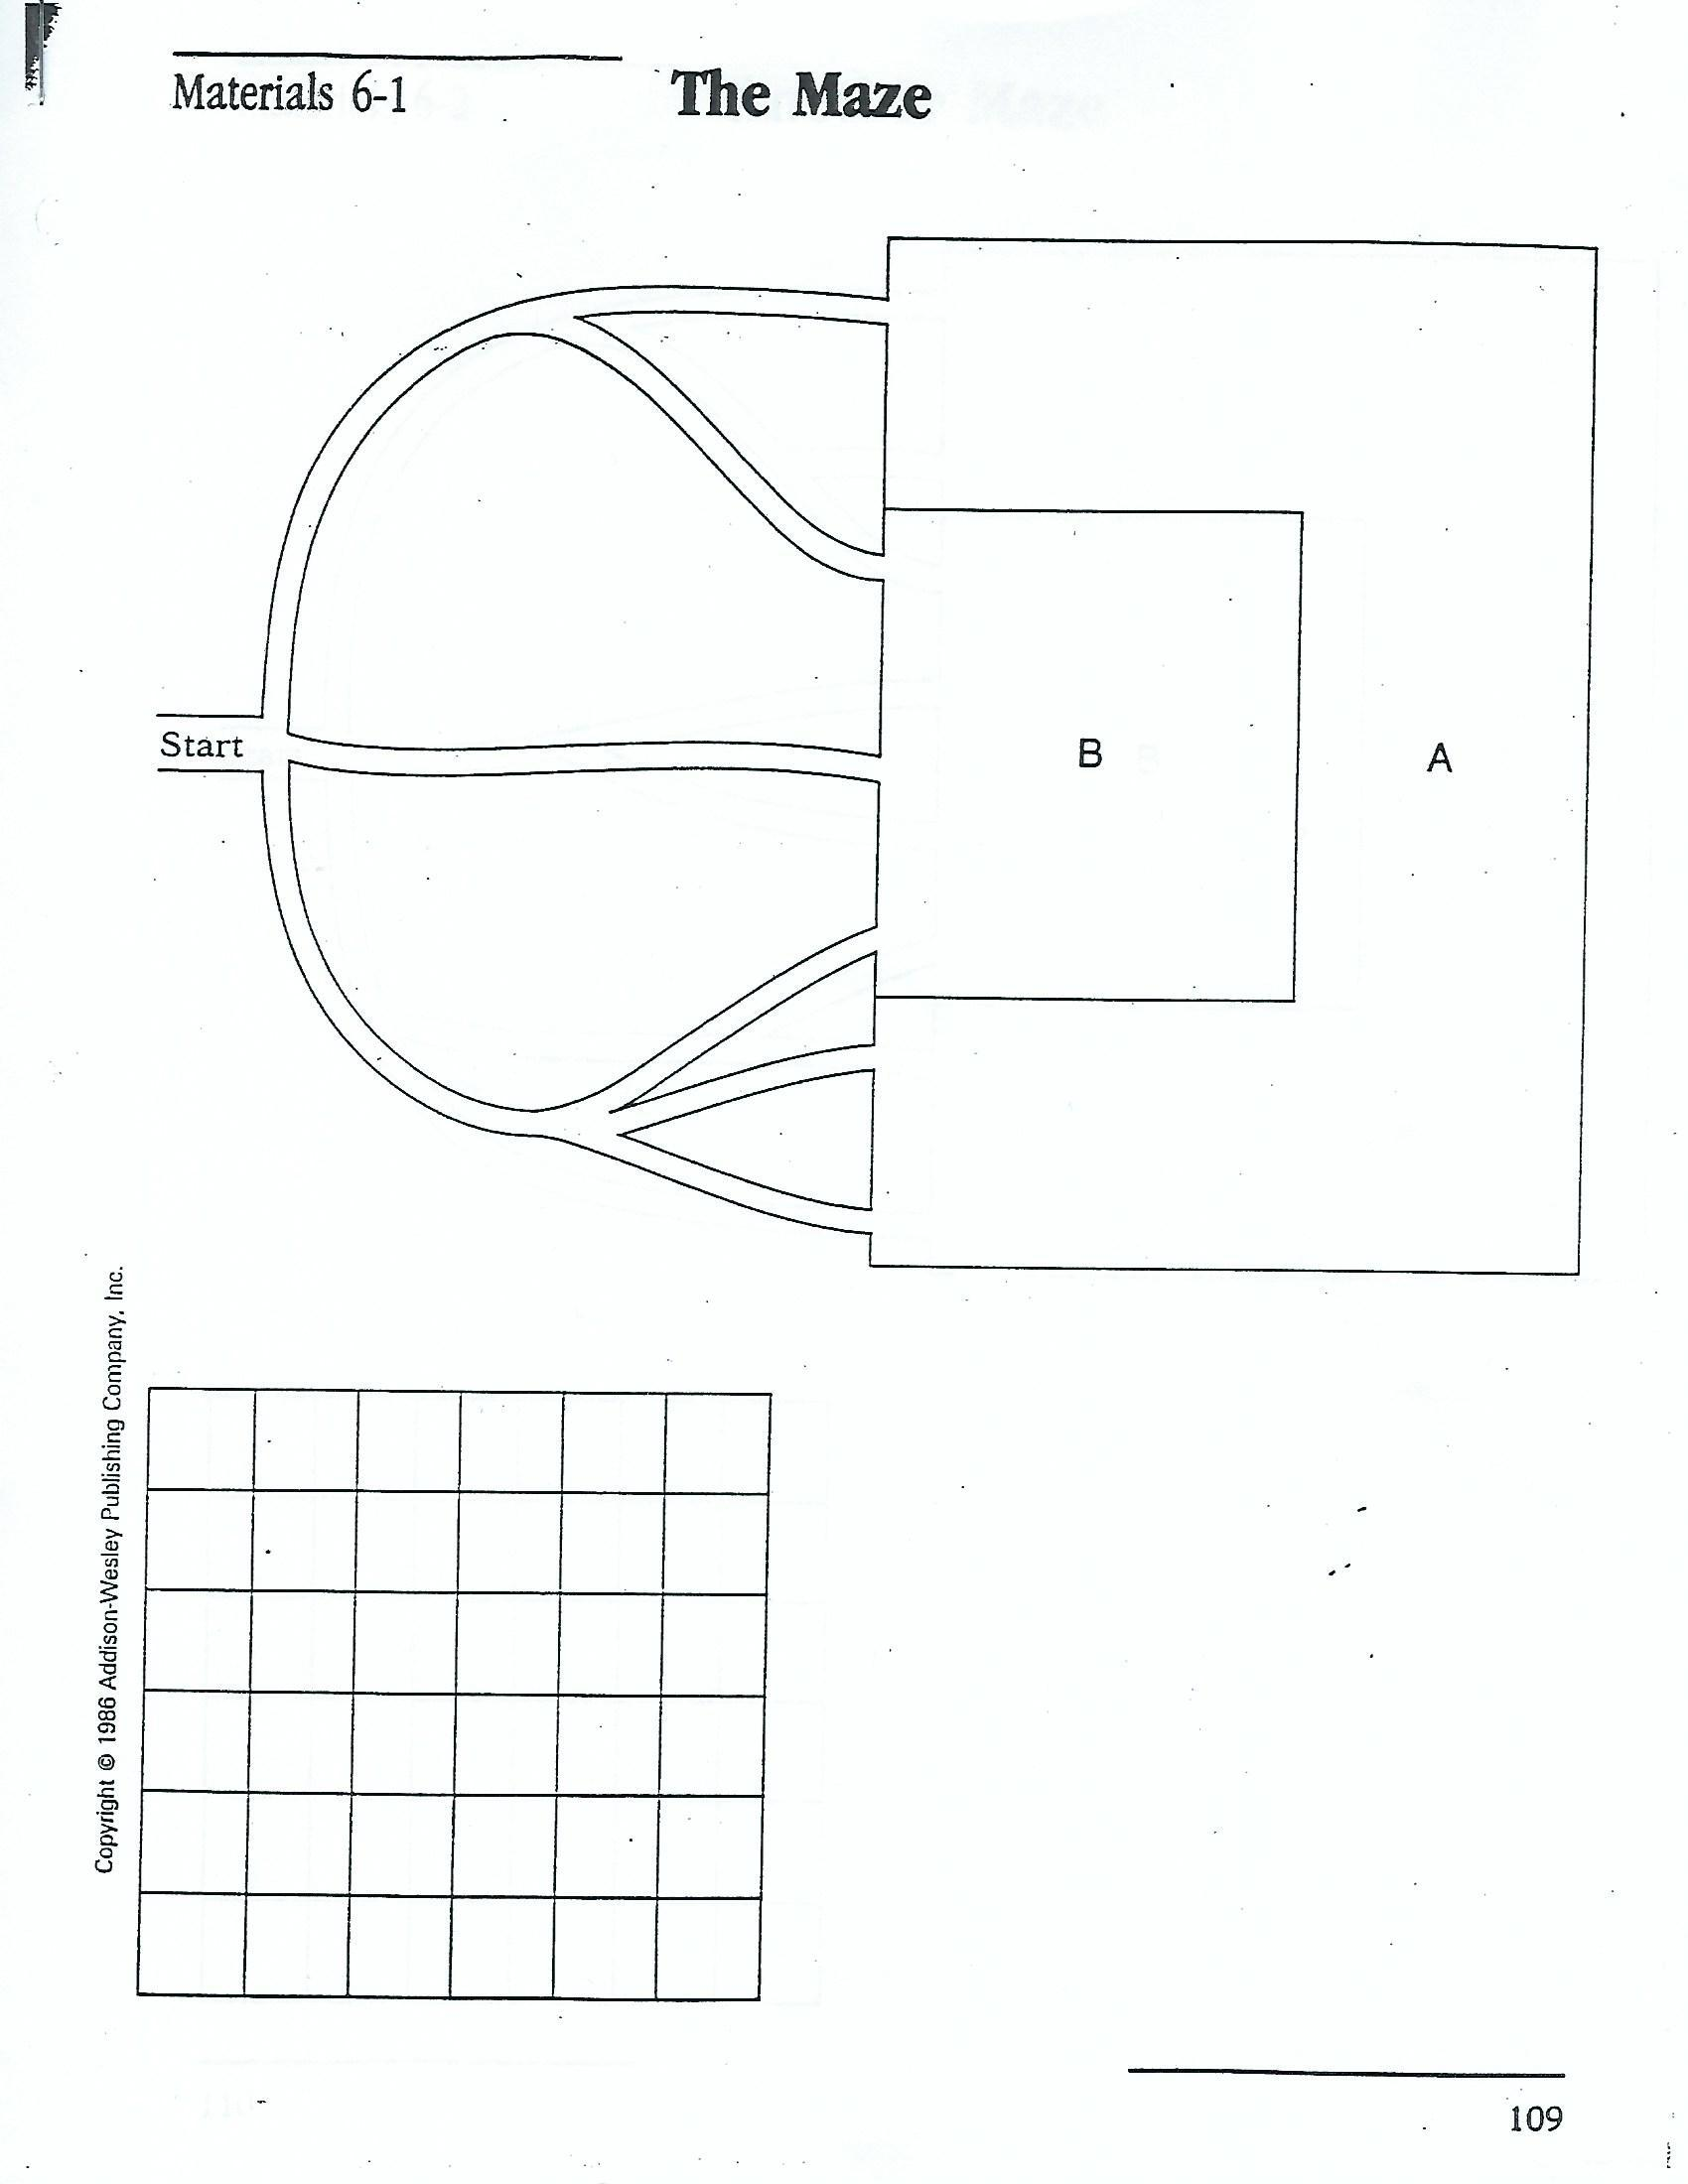 Materials 6-1
The Maze
Start
B
A
Copyright © 1986 Addison-Wesley Publishing Company, Inc.
109